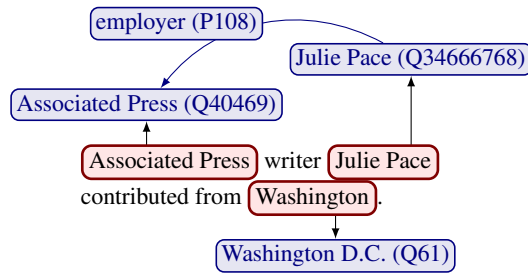 employer (P108)
Julie Pace (Q34666768)
Associated Press (Q40469)
Associated Press writer Julie Pace
contributed from Washington.
Washington D.C. (Q61)